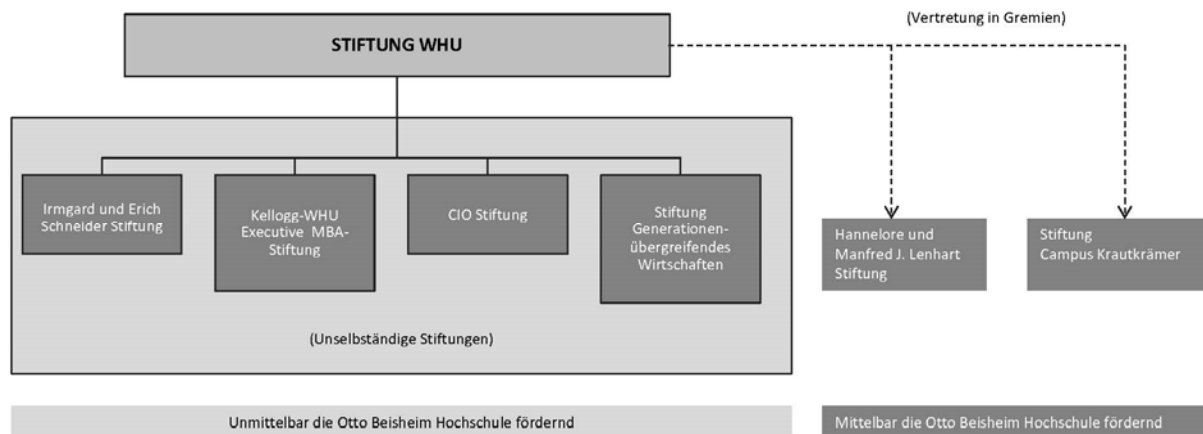 (Vertretung in Gremien)
STIFTUNG WHU
Irmgard und Erich
Schneider Stiftung
Kellogg-WHU
Executive MBA-
Stiftung
CIO Stiftung
Stiftung
Generationen-
übergreifendes
Wirtschaften
Hannelore und
Manfred J. Lenhart
Stiftung
Stiftung
Campus Krautkrämer
(Unselbständige Stiftungen)
Unmittelbar die Otto Beisheim Hochschule fördernd
Mittelbar die Otto Beisheim Hochschule fördernd